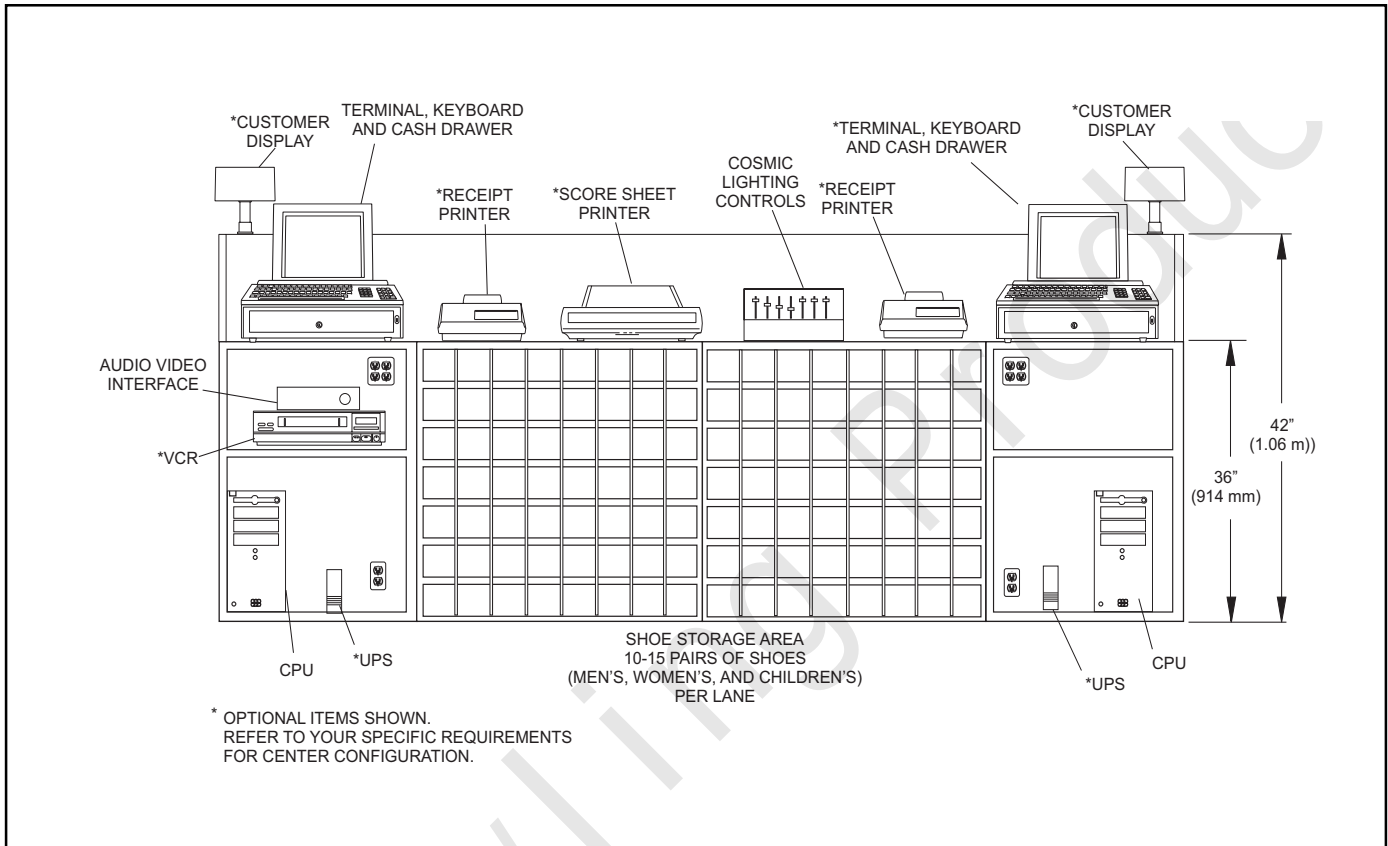 *CUSTOMER
DISPLAY
TERMINAL, KEYBOARD
AND CASH DRAWER
*RECEIPT
PRINTER
*SCORE SHEET
PRINTER
COSMIC
LIGHTING
CONTROLS
*RECEIPT
PRINTER
*TERMINAL, KEYBOARD
AND CASH DRAWER
*CUSTOMER
DISPLAY
AUDIO VIDEO
INTERFACE
*VCR
42”
(1.06 m))
36”
(914 mm)
CPU
*UPS
SHOE STORAGE AREA
10-15 PAIRS OF SHOES
(MEN’S, WOMEN’S, AND CHILDREN’S)
PER LANE
*UPS
CPU
* OPTIONAL ITEMS SHOWN.
REFER TO YOUR SPECIFIC REQUIREMENTS
FOR CENTER CONFIGURATION.